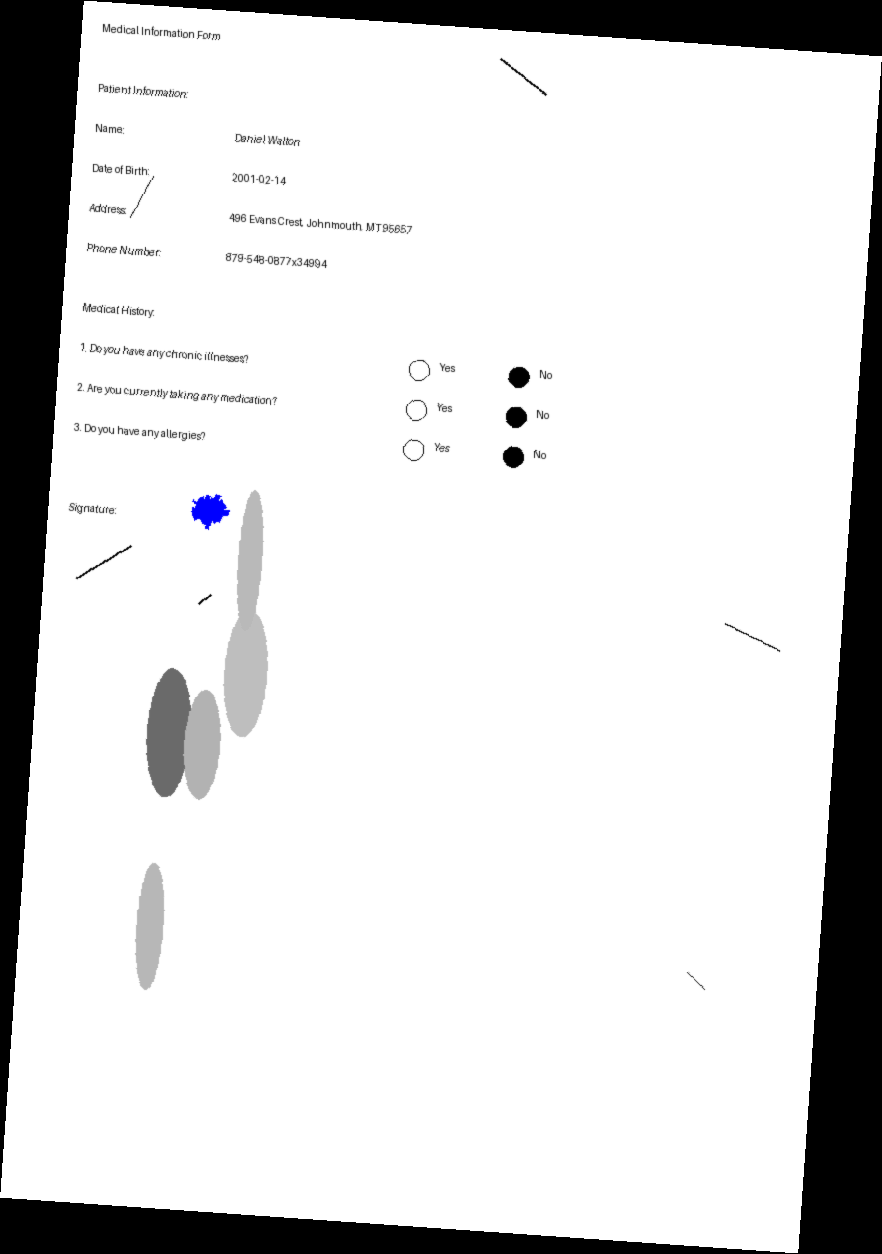 Medical Information Form
Patient Information:
Name: Daniel Walton
Date of Birth: 2001-02-14
Address: 496 Evans Crest, Johnmouth, MT 95657
Phone Number: 879-548-0877x34994
Medical History:
1. Do you have any chronic illnesses? Yes No
2. Are you currently taking any medication? Yes No
3. Do you have any allergies? Yes No
Signature: